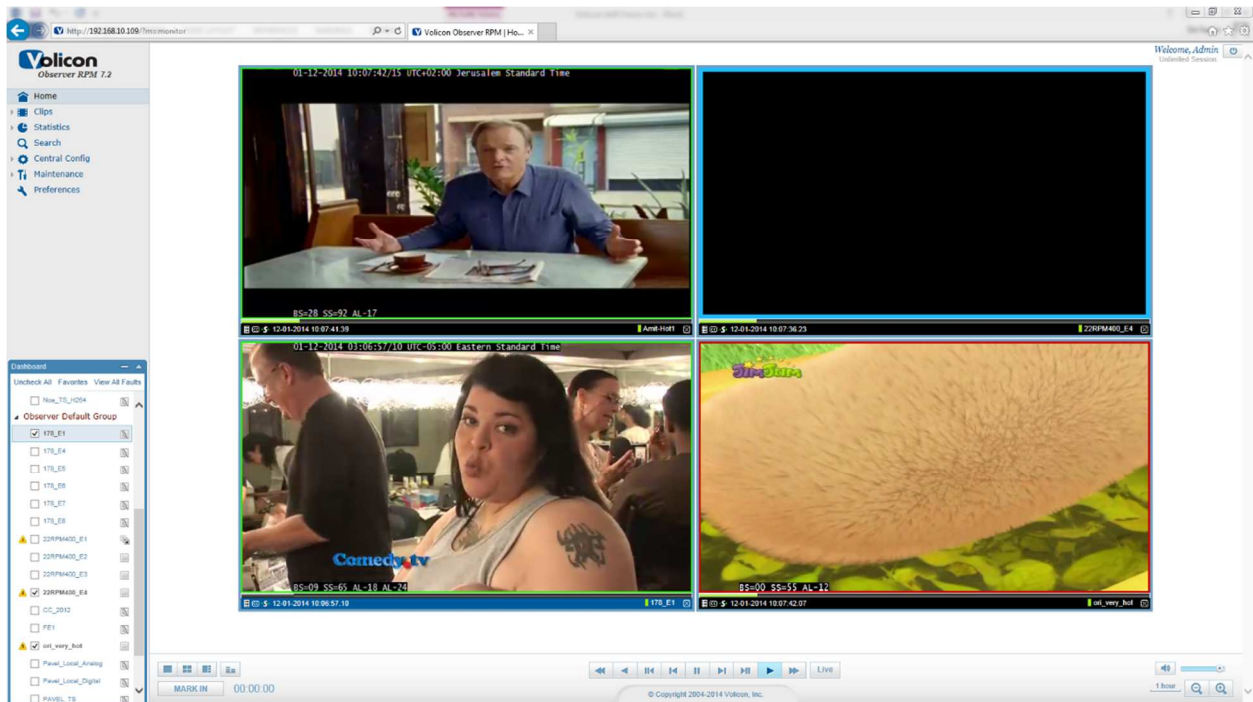 http://192.168.10.109/?mo:monitor
Volicon Observer RPM | Ho...
Volicon
Observer RPM 7.2
Welcome, Admin
Unlimited Session
Home
Clips
Statistics
Search
Central Config
Maintenance
Preferences
01-12-2014 10:07:42/15 UTC+02:00 Jerusalem Standard Time
BS=28 SS=92 AL-17
12-01-2014 10:07:41.39
Amit-Hot1
12-01-2014 10:07:36.23
22RPM400_E4
01-12-2014 03:06:57/10 UTC-05:00 Eastern Standard Time
Comedy.tv
BS=09 SS=65 AL-18 AL-24
12-01-2014 10:06:57.10
178_E1
JimJam
BS=00 SS=55 AL-12
12-01-2014 10:07:42.07
ori_very_hot
Dashboard
Uncheck All Favorites View All Faults
Nox_TS_H264
Observer Default Group
178_E1
178_E4
178_E5
178_E6
178_E7
178_E8
22RPM400_E1
22RPM400_E2
22RPM400_E3
22RPM400_E4
CC_2012
FE1
ori_very_hot
Pavel_Local_Analog
Pavel_Local_Digital
PAVEL_TS
MARK IN 00:00:00
Live
1 hour
© Copyright 2004-2014 Volicon, Inc.